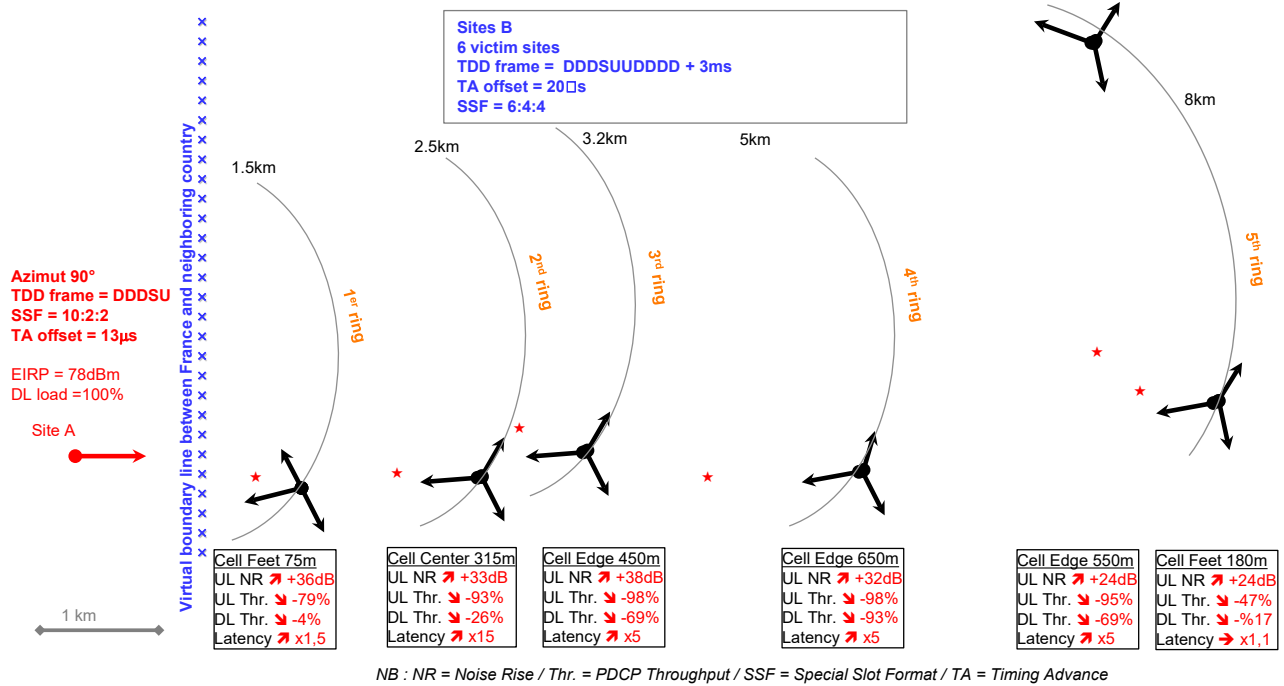 Sites B
6 victim sites
TDD frame =  DDDSUUDDDD + 3ms
TA offset = 20□s
SSF = 6:4:4
Virtual boundary line between France and neighboring country
1.5km
2.5km
3.2km
5km
8km
1er ring
2nd ring
3rd ring
4th ring
5th ring
Azimut 90°
TDD frame = DDDSU
SSF = 10:2:2
TA offset = 13μs
EIRP = 78dBm
DL load =100%
Site A
1 km
Cell Feet 75m
UL NR ↗ +36dB
UL Thr. ↘ -79%
DL Thr. ↘ -4%
Latency ↗ x1,5
Cell Center 315m
UL NR ↗ +33dB
UL Thr. ↘ -93%
DL Thr. ↘ -26%
Latency ↗ x15
Cell Edge 450m
UL NR ↗ +38dB
UL Thr. ↘ -98%
DL Thr. ↘ -69%
Latency ↗ x5
Cell Edge 650m
UL NR ↗ +32dB
UL Thr. ↘ -98%
DL Thr. ↘ -93%
Latency ↗ x5
Cell Edge 550m
UL NR ↗ +24dB
UL Thr. ↘ -95%
DL Thr. ↘ -69%
Latency ↗ x5
Cell Feet 180m
UL NR ↗ +24dB
UL Thr. ↘ -47%
DL Thr. ↘ -%17
Latency → x1,1
NB : NR = Noise Rise / Thr. = PDCP Throughput / SSF = Special Slot Format / TA = Timing Advance